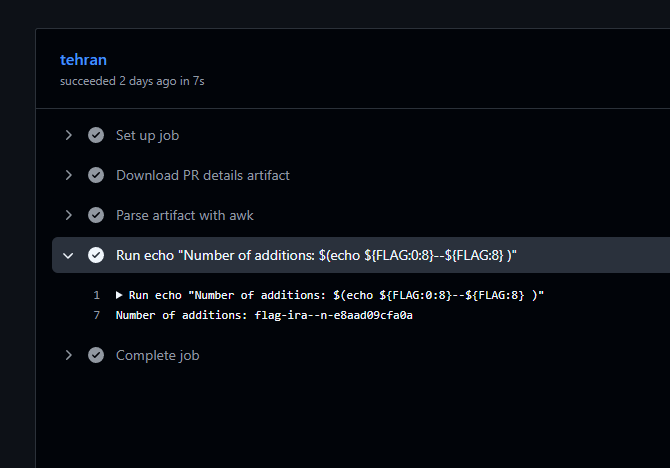 tehran
succeeded 2 days ago in 7s
Set up job
Download PR details artifact
Parse artifact with awk
Run echo "Number of additions: $(echo ${FLAG:0:8}--${FLAG:8} )"
1 Run echo "Number of additions: $(echo ${FLAG:0:8}--${FLAG:8} )"
7 Number of additions: flag-ira--n-e8aad09cfa0a
Complete job